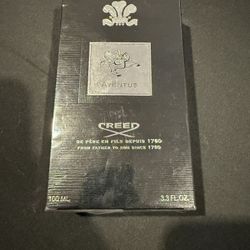 AVENTUS
CREED
DE PÈRE EN FILS DEPUIS 1760
FROM FATHER TO SON SINCE 1760
100 ML 3.3 FL.OZ.